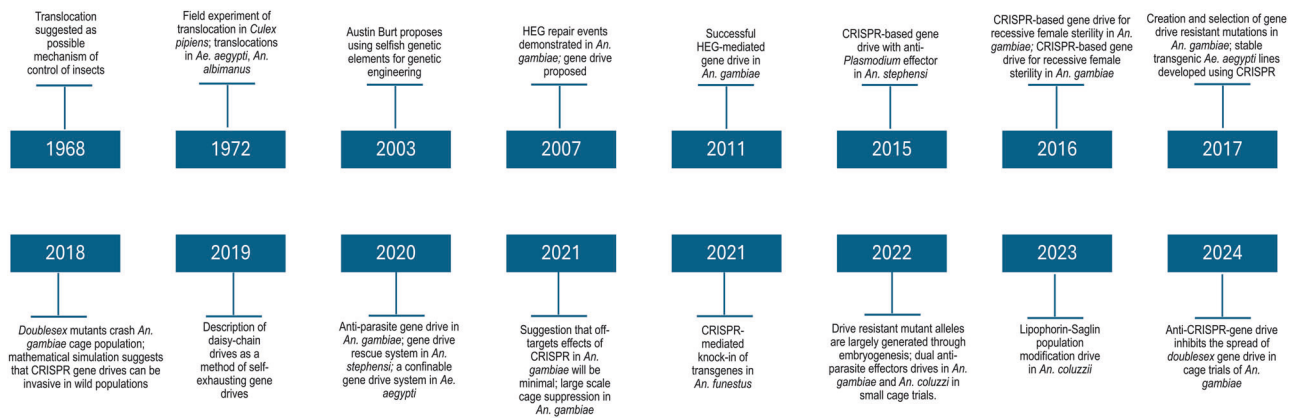 Translocation
suggested as
possible
mechanism of
control of insects
1968
Field experiment of
translocation in Culex
pipiens; translocations
in Ae. aegypti, An.
albimanus
1972
Austin Burt proposes
using selfish genetic
elements for genetic
engineering
2003
HEG repair events
demonstrated in An.
gambiae; gene drive
proposed
2007
Successful
HEG-mediated
gene drive in
An. gambiae
2011
CRISPR-based gene
drive with anti-
Plasmodium effector
in An. stephensi
2015
CRISPR-based gene drive for
recessive female sterility in An.
gambiae; CRISPR-based gene
drive for recessive female
sterility in An. gambiae
2016
Creation and selection of gene
drive resistant mutations in
An. gambiae; stable
transgenic Ae. aegypti lines
developed using CRISPR
2017
2018
Doublesex mutants crash An.
gambiae cage population;
mathematical simulation suggests
that CRISPR gene drives can be
invasive in wild populations
2019
Description of
daisy-chain
drives as a
method of self-
exhausting gene
drives
2020
Anti-parasite gene drive in
An. gambiae; gene drive
rescue system in An.
stephensi; a confinable
gene drive system in Ae.
aegypti
2021
Suggestion that off-
targets effects of
CRISPR in An.
gambiae will be
minimal; large scale
cage suppression in
An. gambiae
2021
CRISPR-
mediated
knock-in of
transgenes in
An. funestus
2022
Drive resistant mutant alleles
are largely generated through
embryogenesis; dual anti-
parasite effectors drives in An.
gambiae and An. coluzzi in
small cage trials.
2023
Lipophorin-Saglin
population
modification drive
in An. coluzzii
2024
Anti-CRISPR-gene drive
inhibits the spread of
doublesex gene drive in
cage trials of An.
gambiae